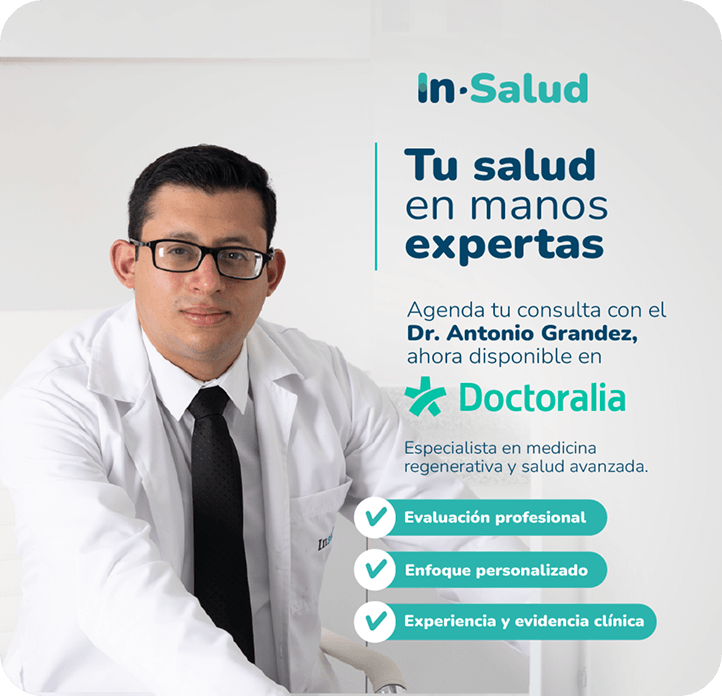 In·Salud
Tu salud
en manos
expertas
Agenda tu consulta con el
Dr. Antonio Grandez,
ahora disponible en
Doctoralia
Especialista en medicina
regenerativa y salud avanzada.
Evaluación profesional
Enfoque personalizado
Experiencia y evidencia clínica